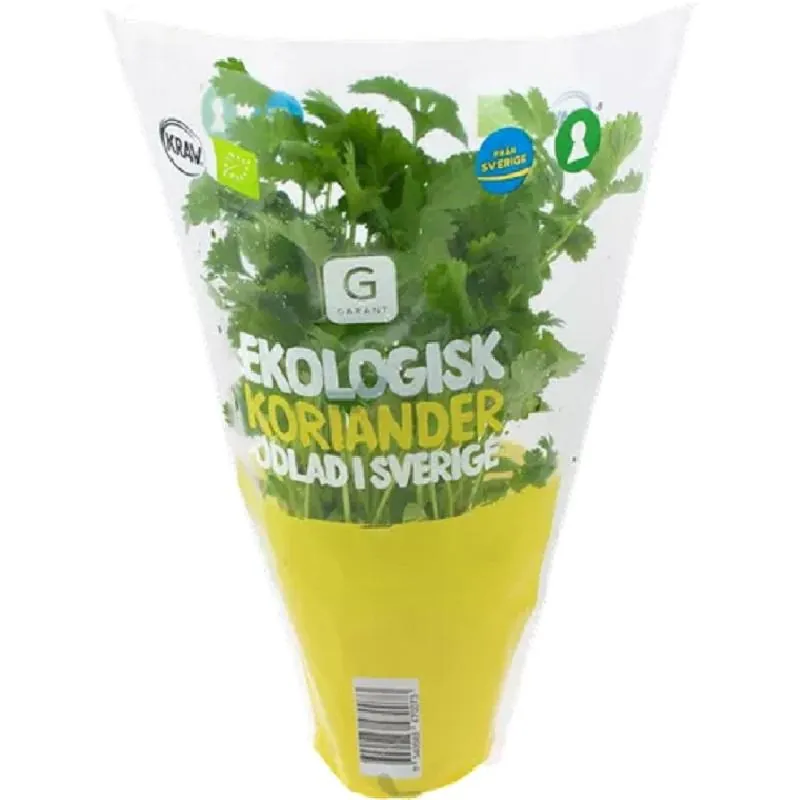 KRAV
FRÅN
SVERIGE
G
GARANT
EKOLOGISK
KORIANDER
ODLAD I SVERIGE